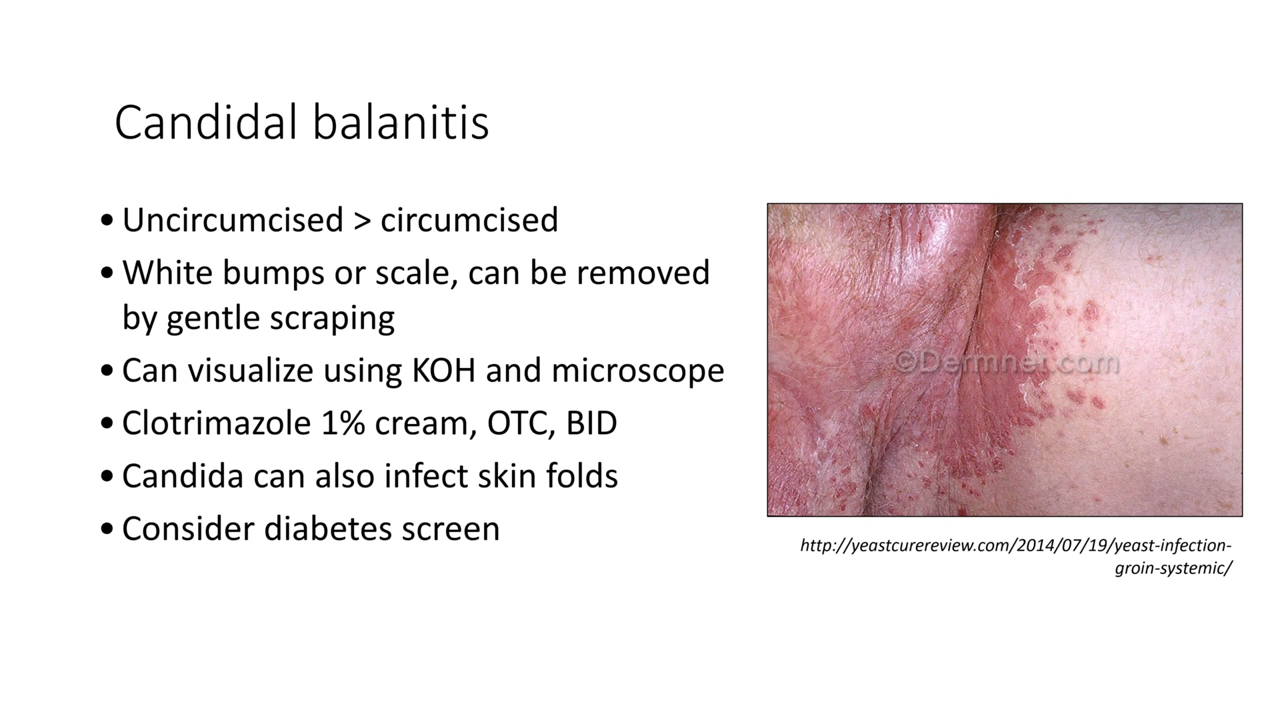 Candidal balanitis
• Uncircumcised > circumcised
• White bumps or scale, can be removed
by gentle scraping
• Can visualize using KOH and microscope
• Clotrimazole 1% cream, OTC, BID
• Candida can also infect skin folds
• Consider diabetes screen
©Dermnet.com
http://yeastcurereview.com/2014/07/19/yeast-infection-
groin-systemic/